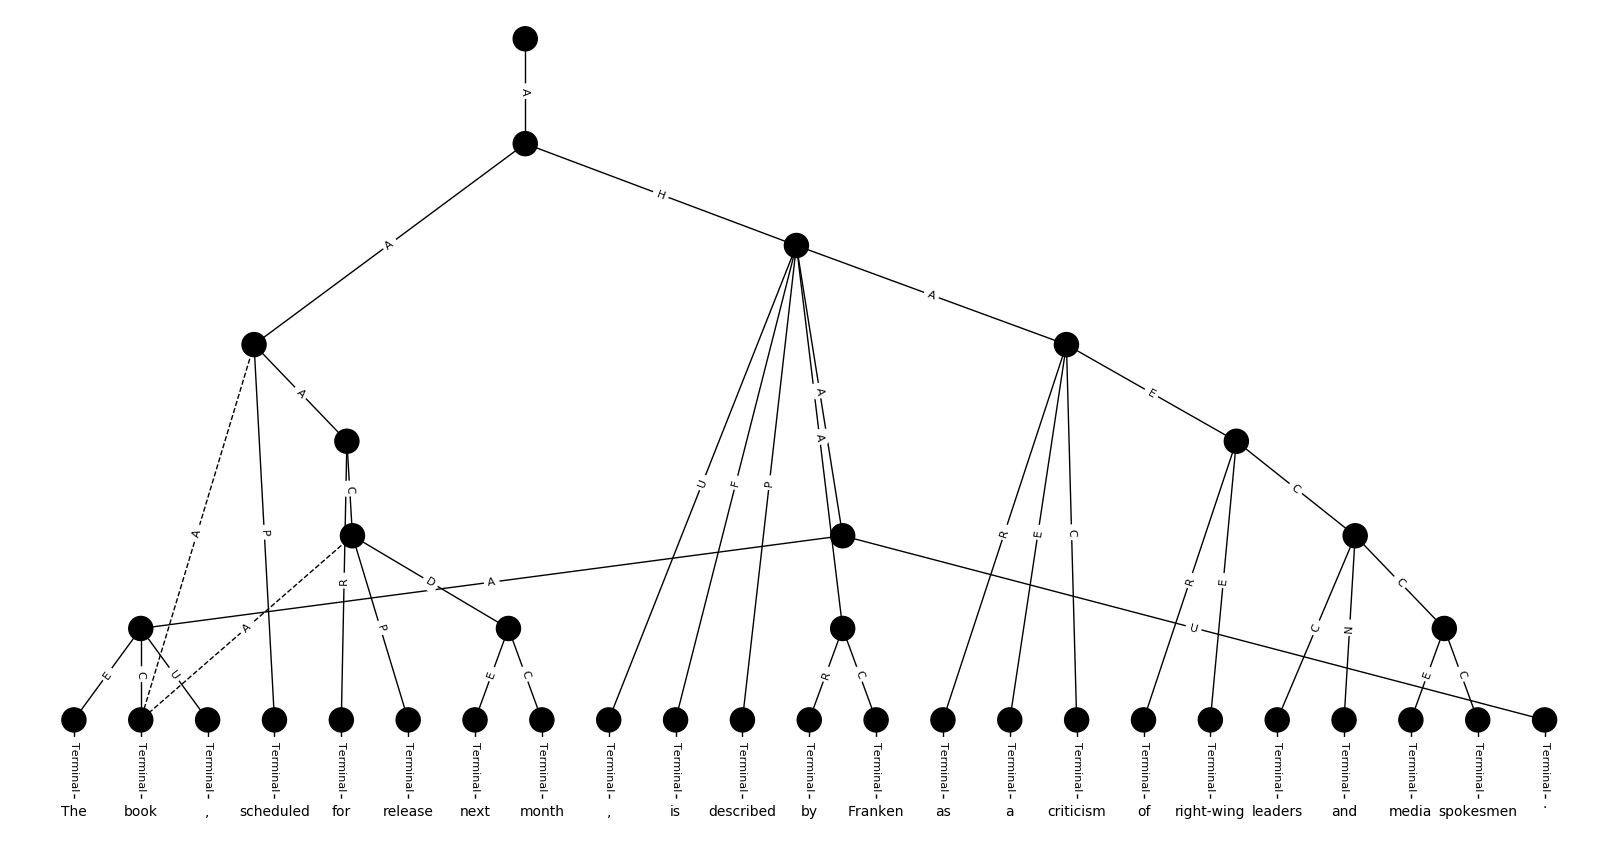 A
H
A
A
A
A
A
E
U
F
P
C
C
A
P
R
E
C
R
D
A
R
E
C
A
P
U
C
N
E
C
U
E
C
R
C
E
C
Terminal Terminal Terminal Terminal Terminal Terminal Terminal Terminal Terminal Terminal Terminal Terminal Terminal Terminal Terminal Terminal Terminal Terminal Terminal Terminal Terminal Terminal Terminal
The book , scheduled for release next month , is described by Franken as a criticism of right-wing leaders and media spokesmen .